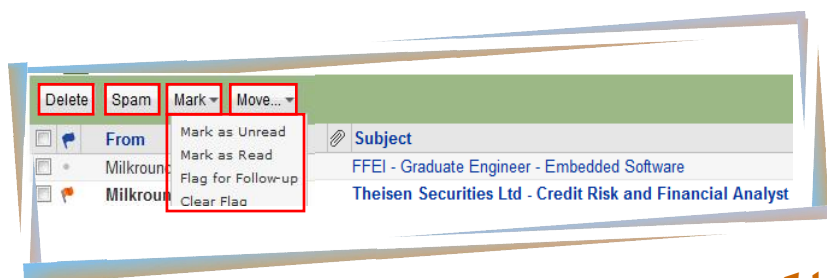 Delete Spam Mark Move...
From Subject
Mark as Unread
Mark as Read
Flag for Follow-up
Clear Flag
Milkround FFEI - Graduate Engineer - Embedded Software
Milkroun Theisen Securities Ltd - Credit Risk and Financial Analyst